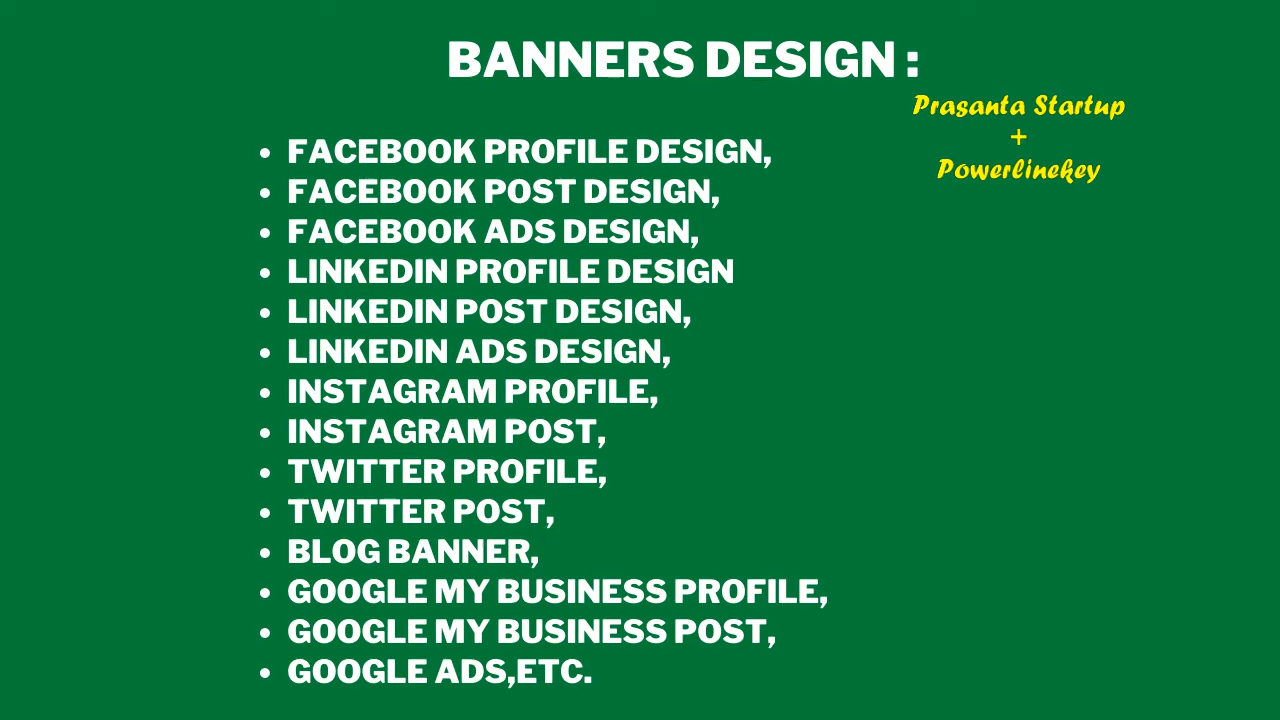 BANNERS DESIGN :
Prasanta Startup
+
Powerlinekey
• FACEBOOK PROFILE DESIGN,
• FACEBOOK POST DESIGN,
• FACEBOOK ADS DESIGN,
• LINKEDIN PROFILE DESIGN
• LINKEDIN POST DESIGN,
• LINKEDIN ADS DESIGN,
• INSTAGRAM PROFILE,
• INSTAGRAM POST,
• TWITTER PROFILE,
• TWITTER POST,
• BLOG BANNER,
• GOOGLE MY BUSINESS PROFILE,
• GOOGLE MY BUSINESS POST,
• GOOGLE ADS,ETC.